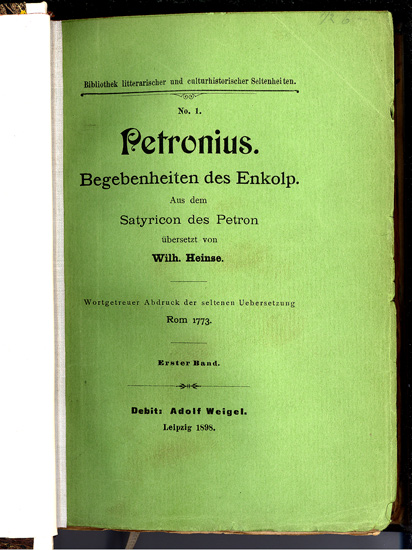 Bibliothek litterarischer und culturhistorischer Seltenheiten.
No. 1.
Petronius.
Begebenheiten des Enkolp.
Aus dem
Satyricon des Petron
übersetzt von
Wilh. Heinse.
Wortgetreuer Abdruck der seltenen Uebersetzung
Rom 1773.
Erster Band.
Debit: Adolf Weigel.
Leipzig 1898.